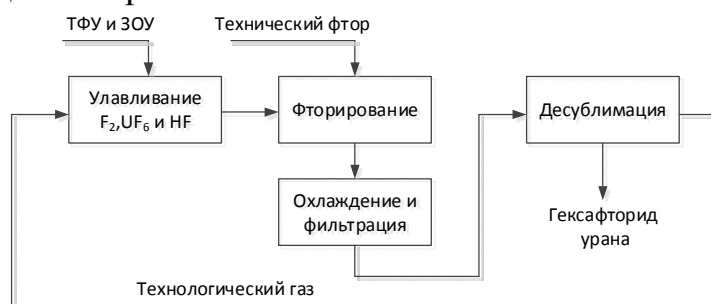 ТФУ и ЗОУ
Технический фтор
Улавливание
F₂,UF₆ и HF
Фторирование
Десублимация
Охлаждение и
фильтрация
Гексафторид
урана
Технологический газ